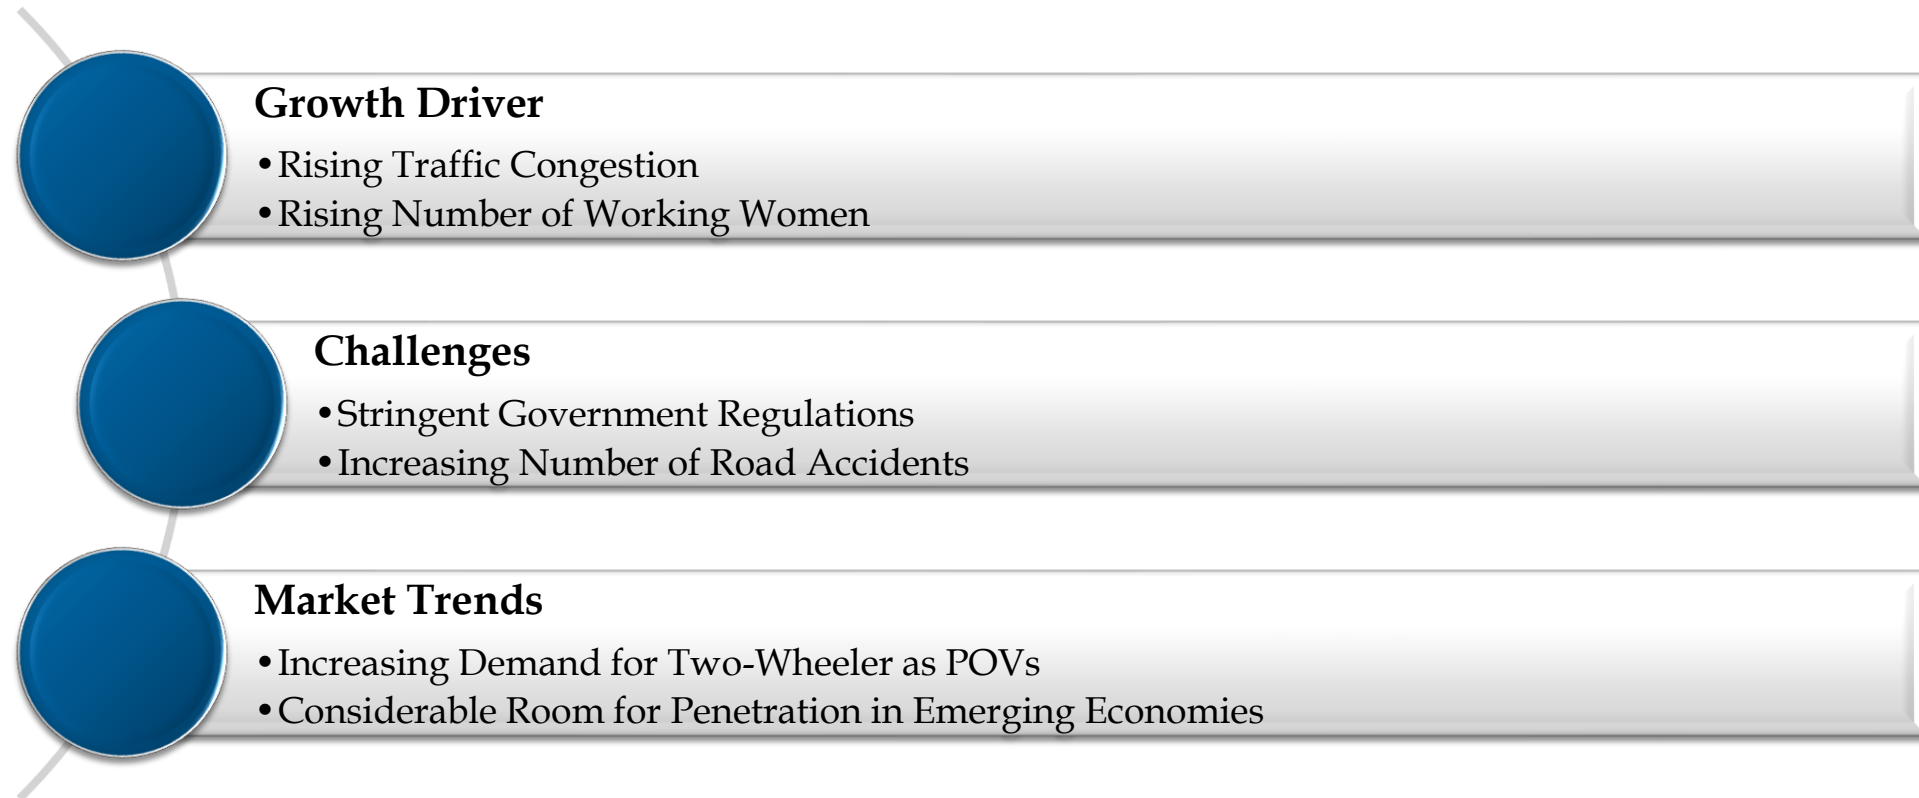 Growth Driver
•Rising Traffic Congestion
•Rising Number of Working Women
Challenges
•Stringent Government Regulations
•Increasing Number of Road Accidents
Market Trends
•Increasing Demand for Two-Wheeler as POVs
•Considerable Room for Penetration in Emerging Economies